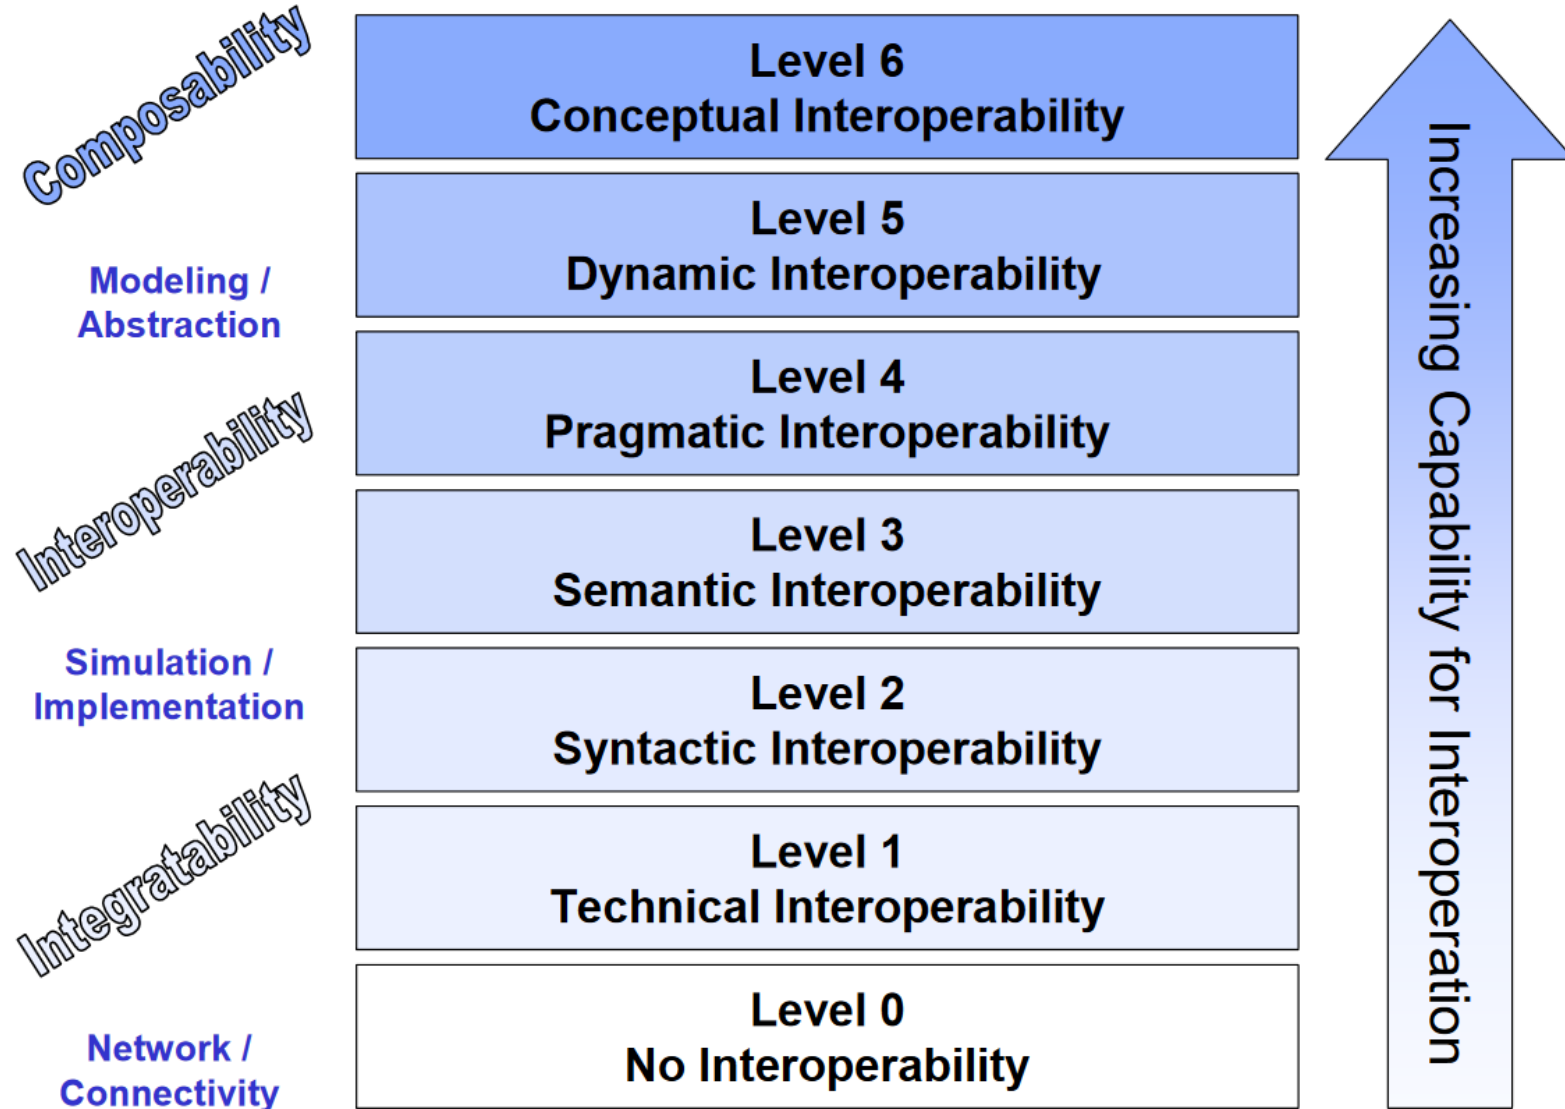 Composability
Modeling /
Abstraction
Interoperability
Simulation /
Implementation
Integratability
Network /
Connectivity
Level 6
Conceptual Interoperability
Level 5
Dynamic Interoperability
Level 4
Pragmatic Interoperability
Level 3
Semantic Interoperability
Level 2
Syntactic Interoperability
Level 1
Technical Interoperability
Level 0
No Interoperability
Increasing Capability for Interoperation